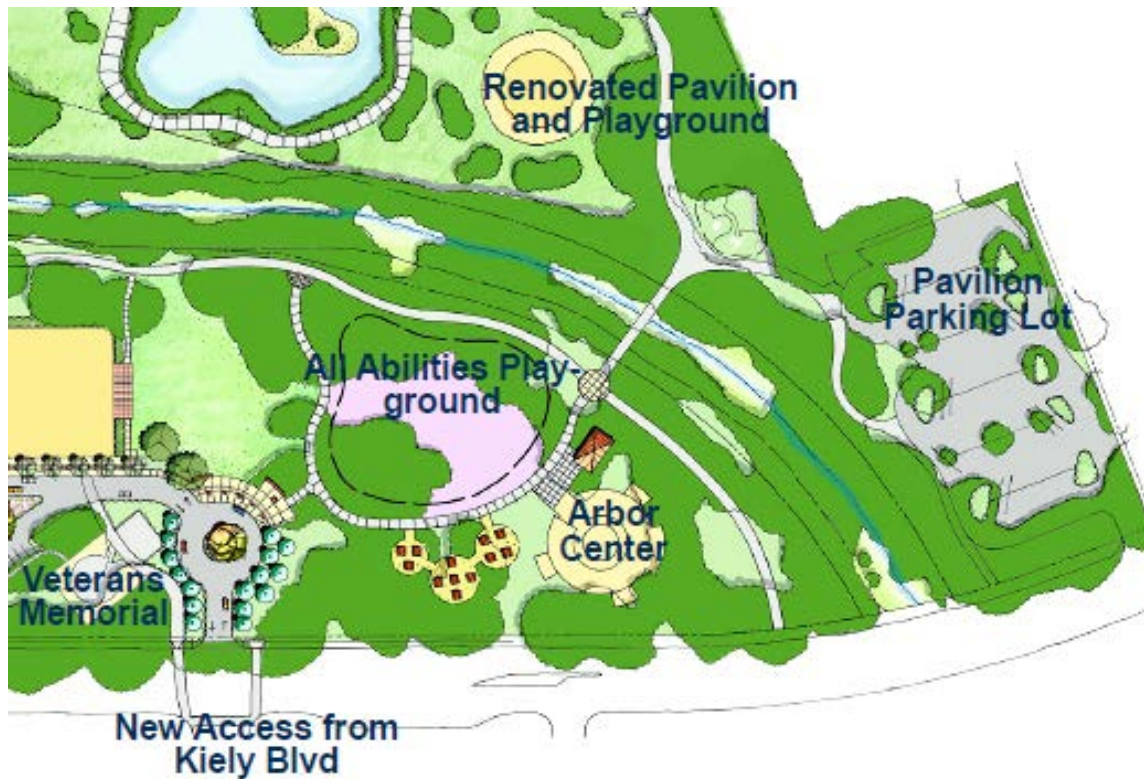 Renovated Pavilion
and Playground
Pavilion
Parking Lot
All Abilities Play-
ground
Arbor
Center
Veterans
Memorial
New Access from
Kiely Blvd